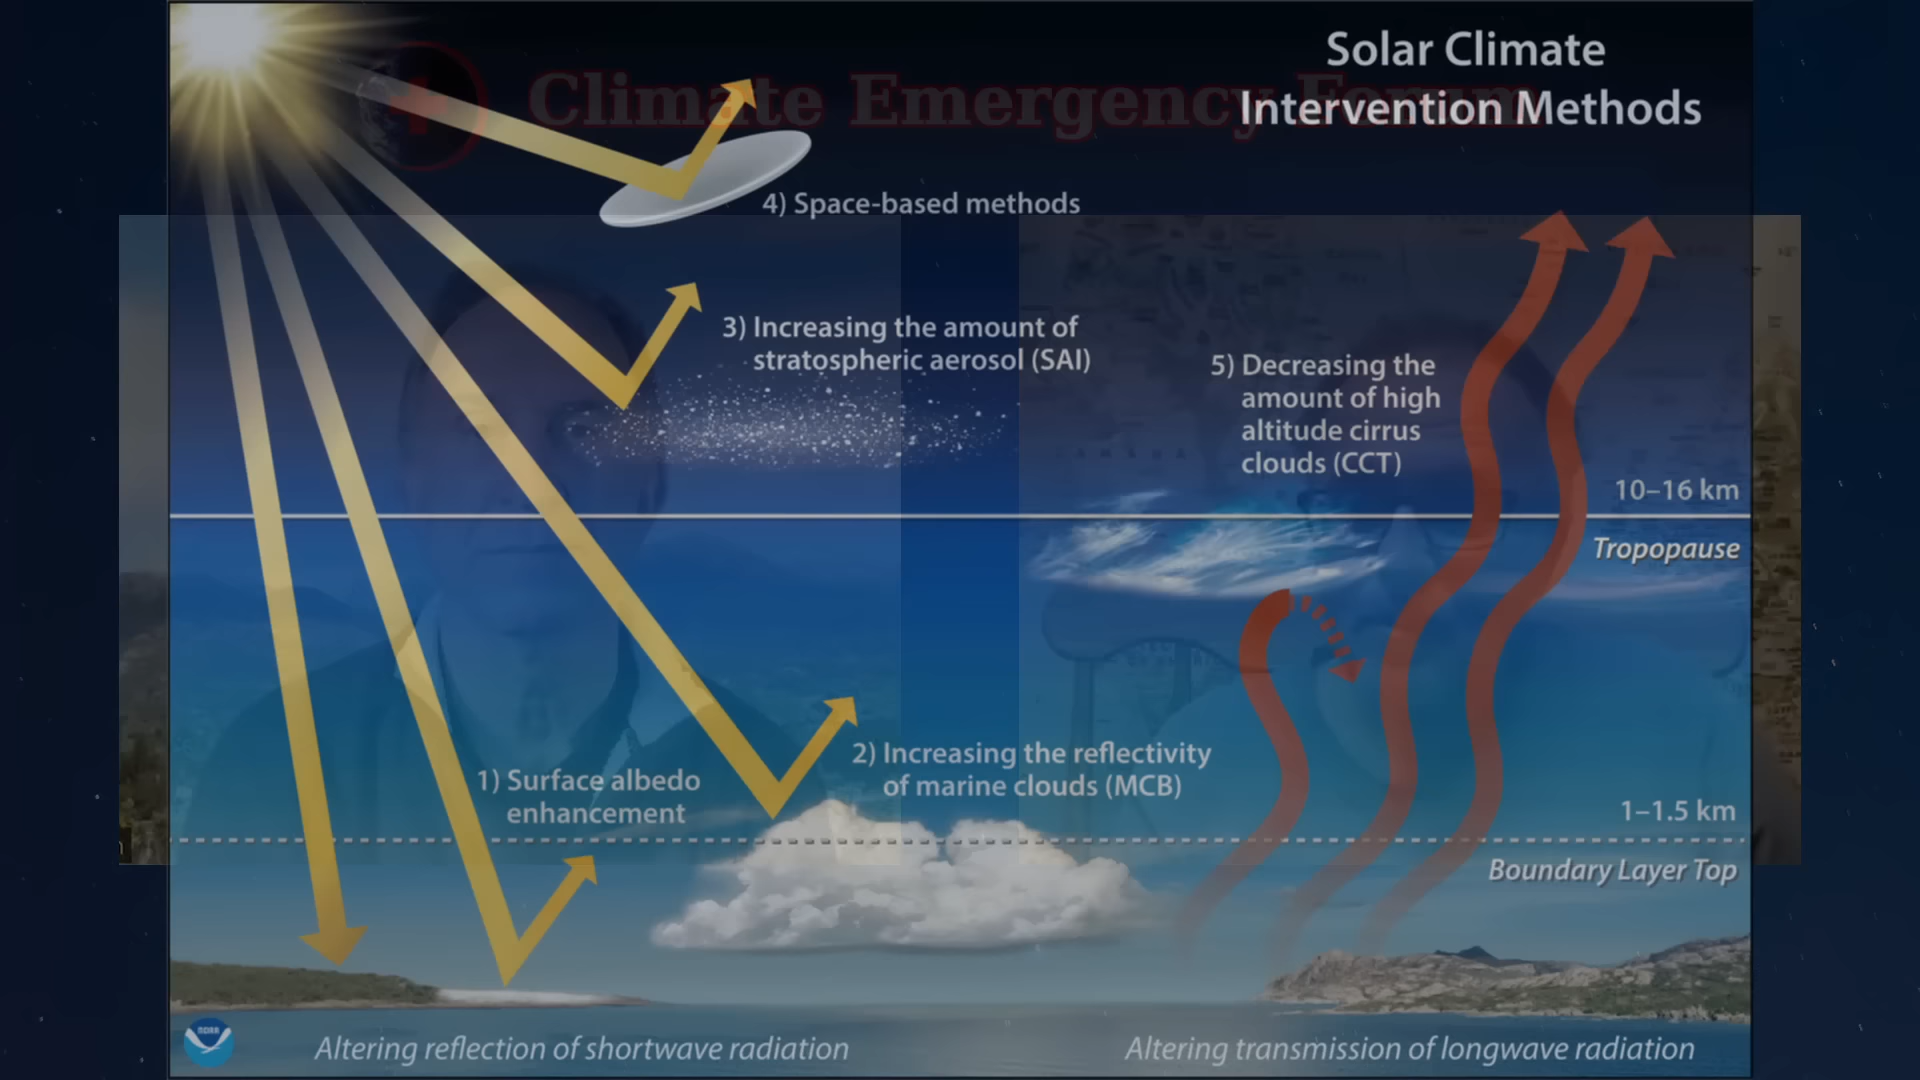 Solar Climate
Intervention Methods
Climate Emergency Forum
4) Space-based methods
3) Increasing the amount of
stratospheric aerosol (SAI)
5) Decreasing the
amount of high
altitude cirrus
clouds (CCT)
10–16 km
Tropopause
2) Increasing the reflectivity
of marine clouds (MCB)
1) Surface albedo
enhancement
1–1.5 km
Boundary Layer Top
NOAA
Altering reflection of shortwave radiation
Altering transmission of longwave radiation